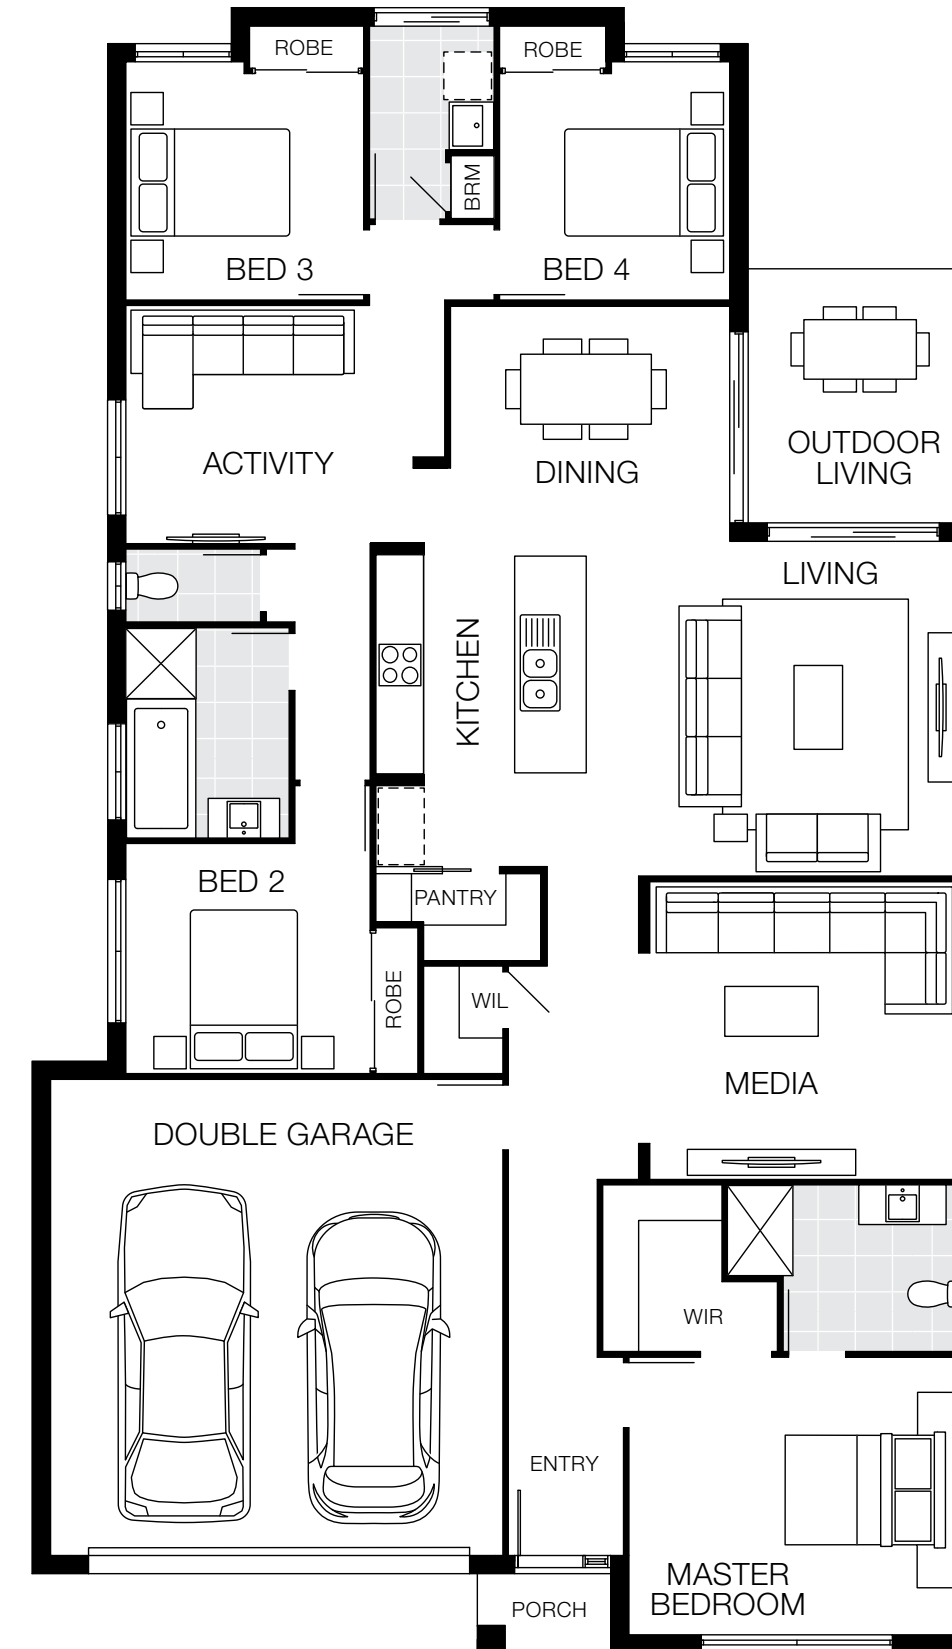 ROBE
ROBE
BRM
BED 3
BED 4
ACTIVITY
DINING
OUTDOOR
LIVING
LIVING
KITCHEN
BED 2
PANTRY
ROBE
WIL
MEDIA
DOUBLE GARAGE
WIR
ENTRY
MASTER
BEDROOM
PORCH